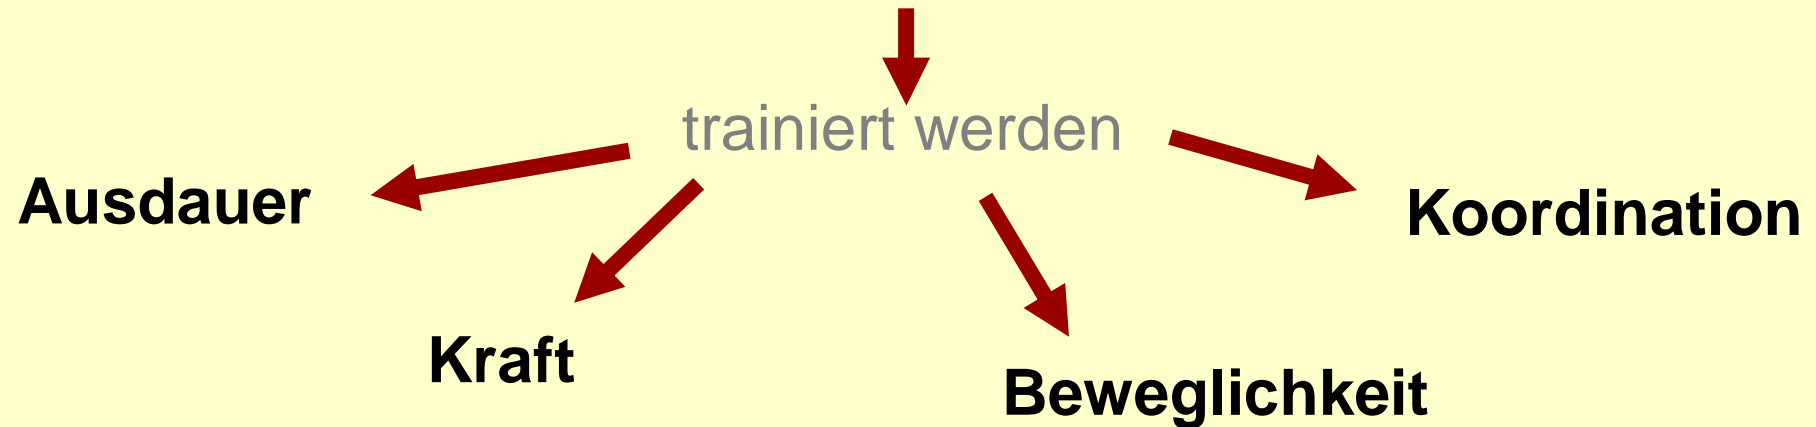 trainiert werden
Ausdauer
Koordination
Kraft
Beweglichkeit